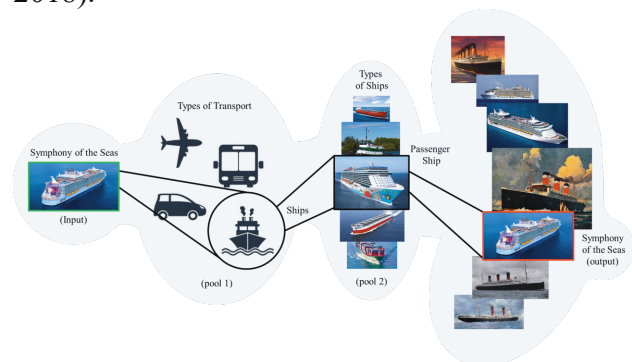 2018).
Types of Transport
Symphony of the Seas
(Input)
Ships
(pool 1)
Types
of Ships
Passenger
Ship
(pool 2)
Symphony
of the Seas
(output)